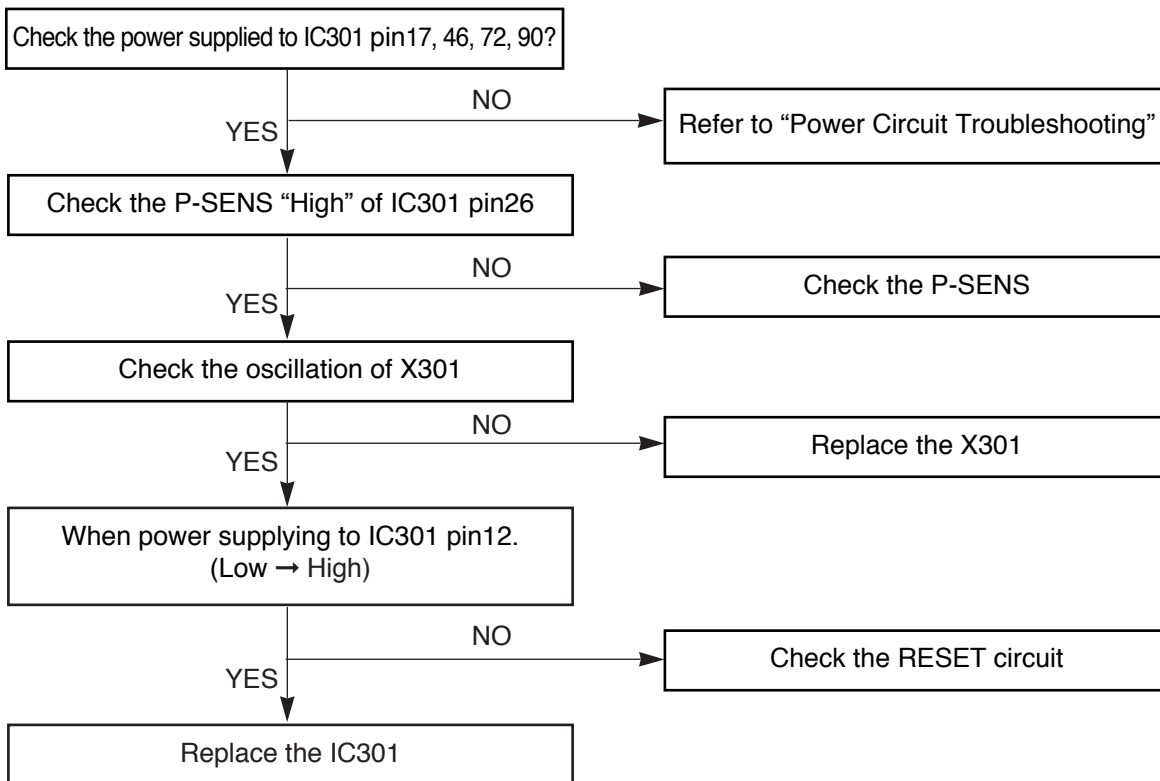 Check the power supplied to IC301 pin17, 46, 72, 90?
NO
YES
Refer to “Power Circuit Troubleshooting”
Check the P-SENS “High” of IC301 pin26
NO
YES
Check the P-SENS
Check the oscillation of X301
NO
YES
Replace the X301
When power supplying to IC301 pin12.
(Low → High)
NO
YES
Check the RESET circuit
Replace the IC301